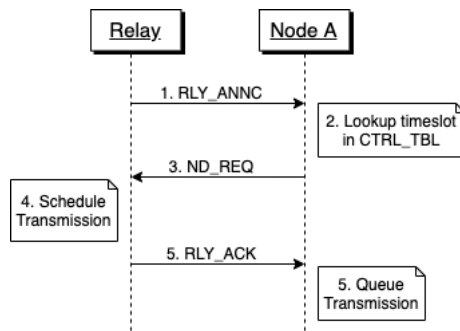 Relay
Node A
1. RLY_ANNC
2. Lookup timeslot
in CTRL_TBL
3. ND_REQ
4. Schedule
Transmission
5. RLY_ACK
5. Queue
Transmission